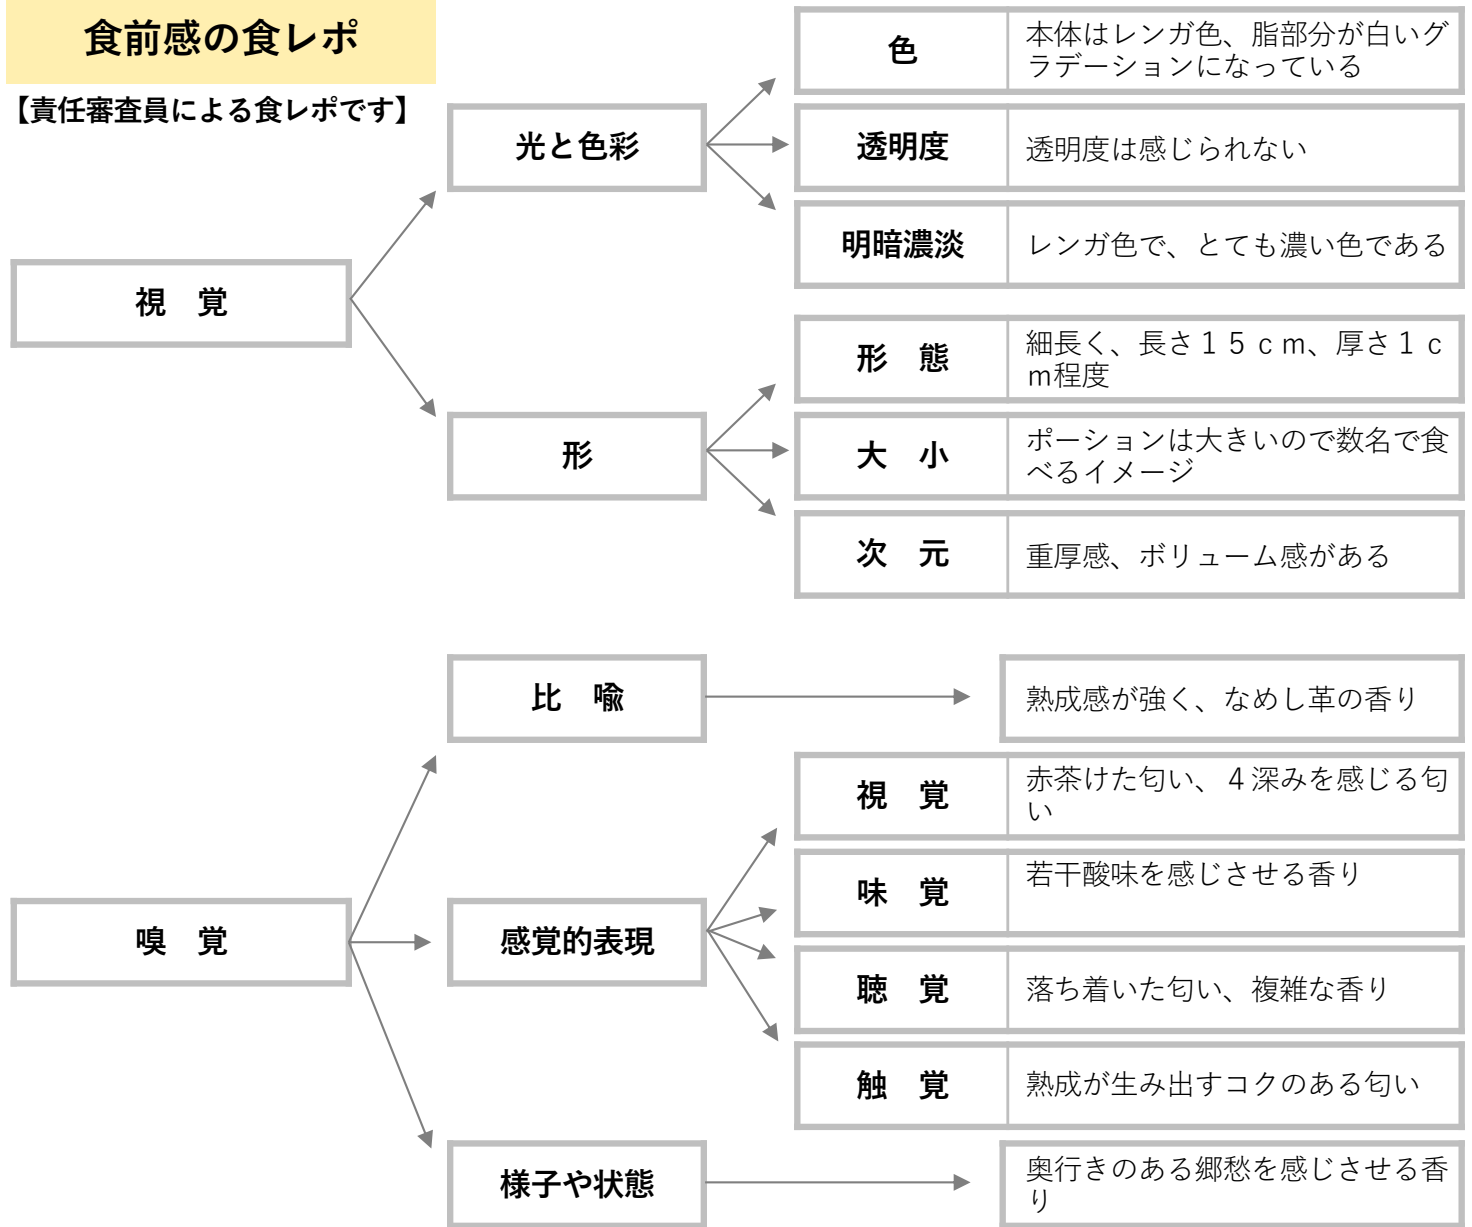 食前感の食レポ
【責任審査員による食レポです】
視　覚
光と色彩
色
本体はレンガ色、脂部分が白いグ
ラデーションになっている
透明度
透明度は感じられない
明暗濃淡
レンガ色で、とても濃い色である
形
形　態
細長く、長さ１５ｃｍ、厚さ１ｃ
ｍ程度
大　小
ポーションは大きいので数名で食
べるイメージ
次　元
重厚感、ボリューム感がある
嗅　覚
比　喩
熟成感が強く、なめし革の香り
感覚的表現
視　覚
赤茶けた匂い、４深みを感じる匂
い
味　覚
若干酸味を感じさせる香り
聴　覚
落ち着いた匂い、複雑な香り
触　覚
熟成が生み出すコクのある匂い
様子や状態
奥行きのある郷愁を感じさせる香
り